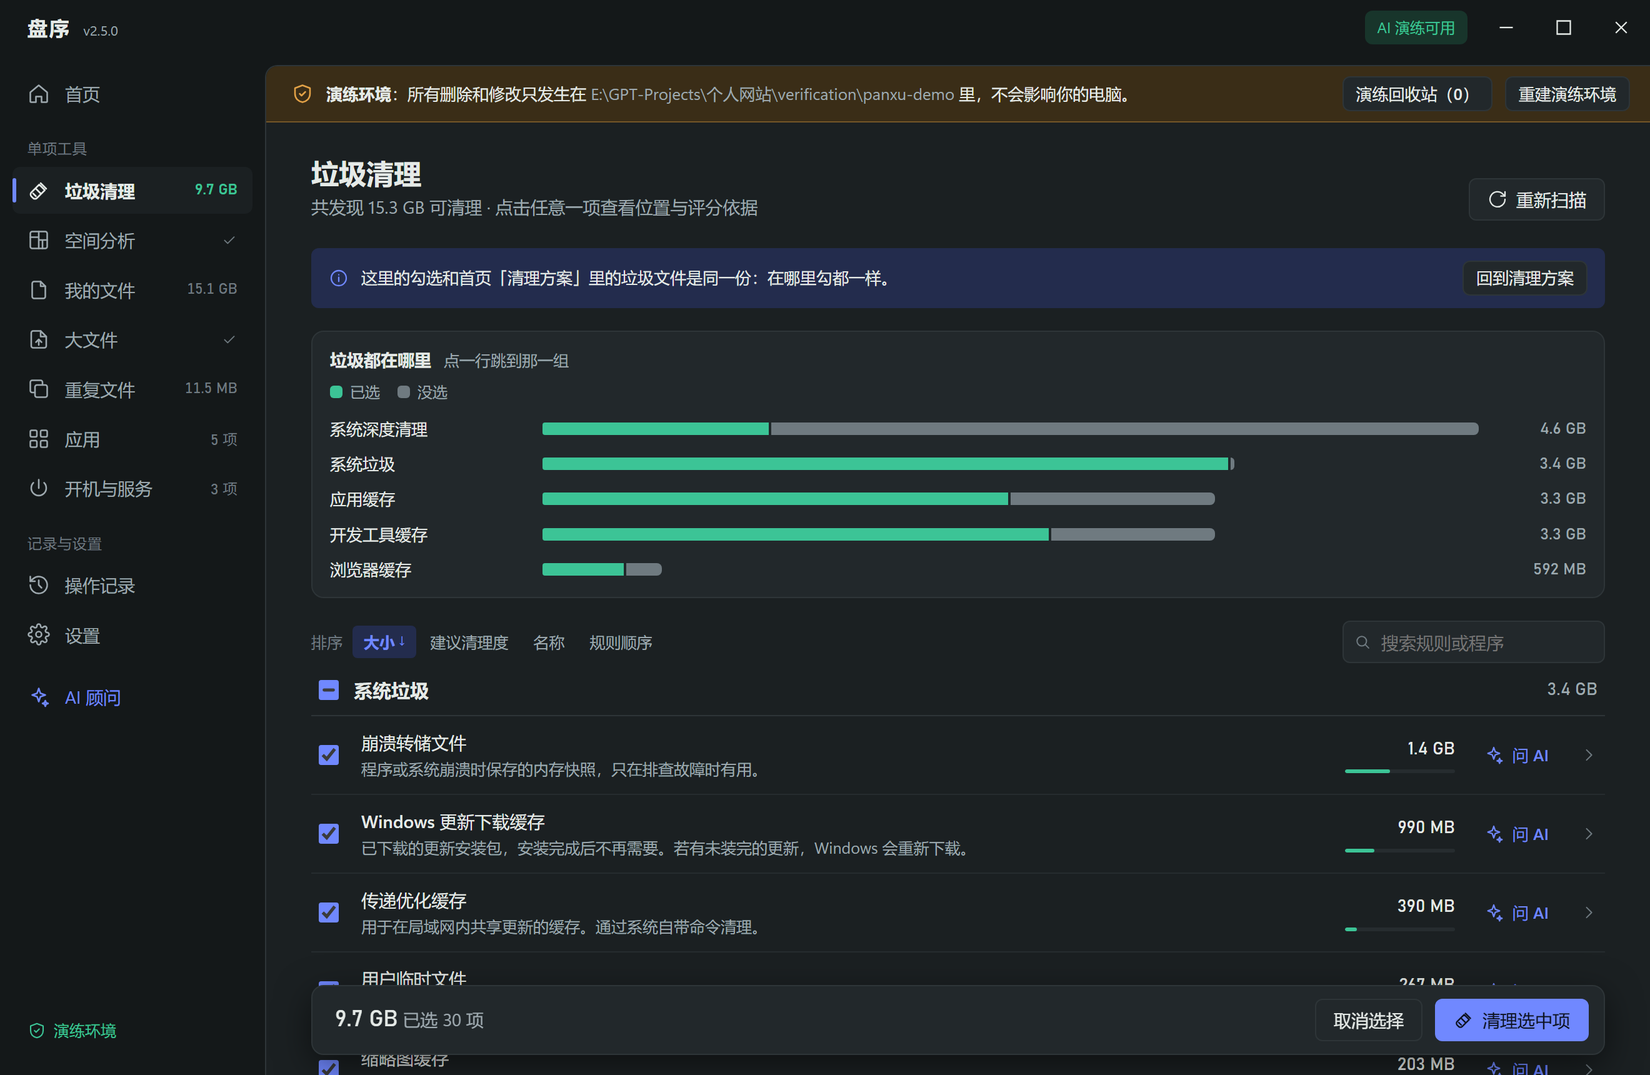 盘序 v2.5.0
AI 演练可用
首页
单项工具
垃圾清理 9.7 GB
空间分析
我的文件 15.1 GB
大文件
重复文件 11.5 MB
应用 5 项
开机与服务 3 项
记录与设置
操作记录
设置
AI 顾问
演练环境
演练环境：所有删除和修改只发生在 E:\GPT-Projects\个人网站\verification\panxu-demo 里，不会影响你的电脑。
演练回收站（0）
重建演练环境
垃圾清理
共发现 15.3 GB 可清理 · 点击任意一项查看位置与评分依据
重新扫描
这里的勾选和首页「清理方案」里的垃圾文件是同一份：在哪里勾都一样。
回到清理方案
垃圾都在哪里 点一行跳到那一组
已选 没选
系统深度清理 4.6 GB
系统垃圾 3.4 GB
应用缓存 3.3 GB
开发工具缓存 3.3 GB
浏览器缓存 592 MB
排序 大小↓ 建议清理度 名称 规则顺序
搜索规则或程序
系统垃圾 3.4 GB
崩溃转储文件
程序或系统崩溃时保存的内存快照，只在排查故障时有用。
1.4 GB 问 AI
Windows 更新下载缓存
已下载的更新安装包，安装完成后不再需要。若有未装完的更新，Windows 会重新下载。
990 MB 问 AI
传递优化缓存
用于在局域网内共享更新的缓存。通过系统自带命令清理。
390 MB 问 AI
用户临时文件 267 MB
9.7 GB 已选 30 项
取消选择
清理选中项
缩略图缓存
203 MB 问 AI